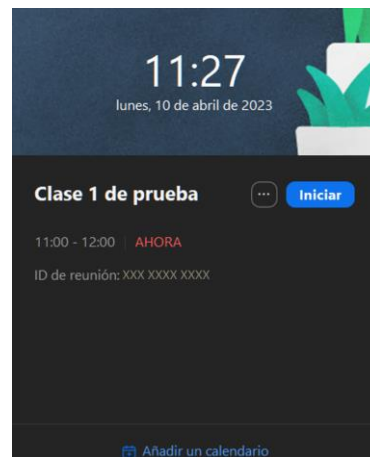 11:27
lunes, 10 de abril de 2023
Clase 1 de prueba ... Iniciar
11:00 - 12:00 | AHORA
ID de reunión: XXX XXXX XXXX
Añadir un calendario